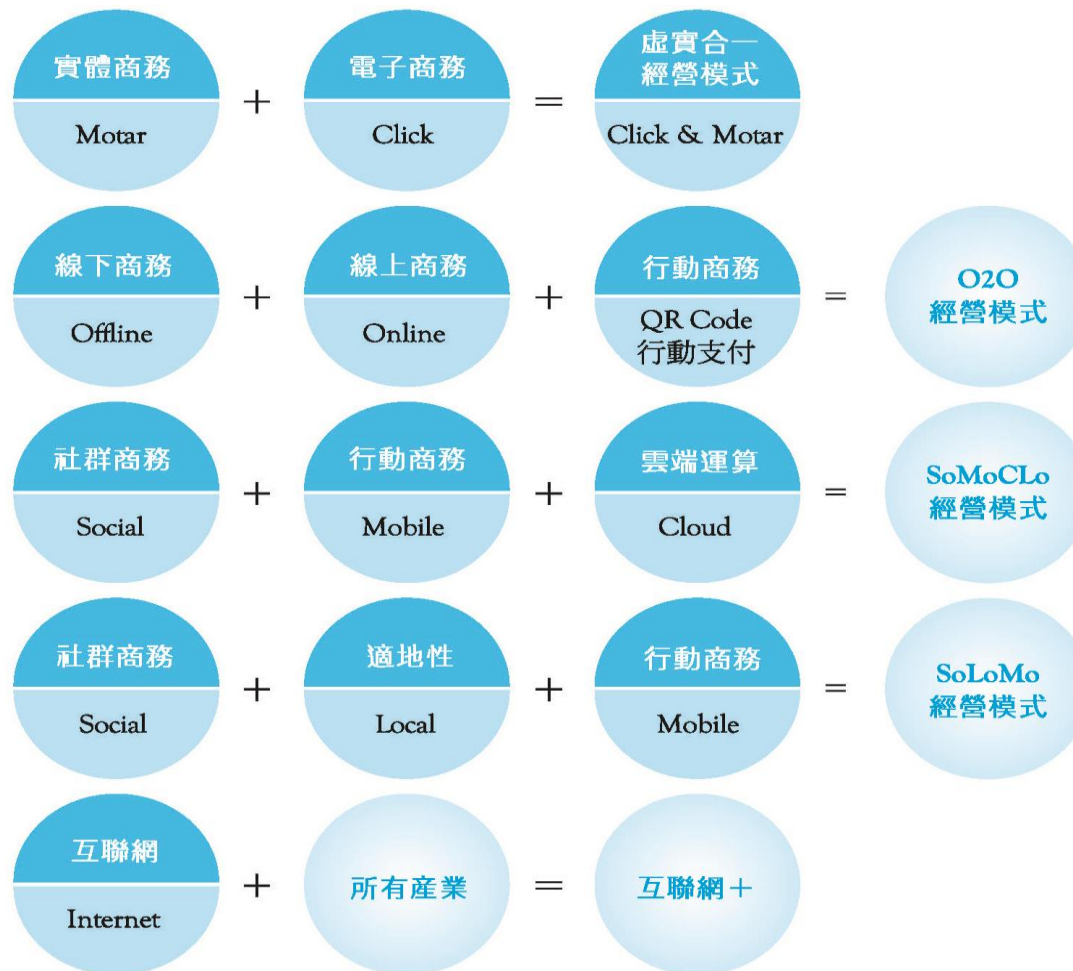 實體商務
Motar
+
電子商務
Click
=
虛實合一
經營模式
Click & Motar
線下商務
Offline
+
線上商務
Online
+
行動商務
QR Code
行動支付
=
O2O
經營模式
社群商務
Social
+
行動商務
Mobile
+
雲端運算
Cloud
=
SoMoCLo
經營模式
社群商務
Social
+
適地性
Local
+
行動商務
Mobile
=
SoLoMo
經營模式
互聯網
Internet
+
所有產業
=
互聯網＋